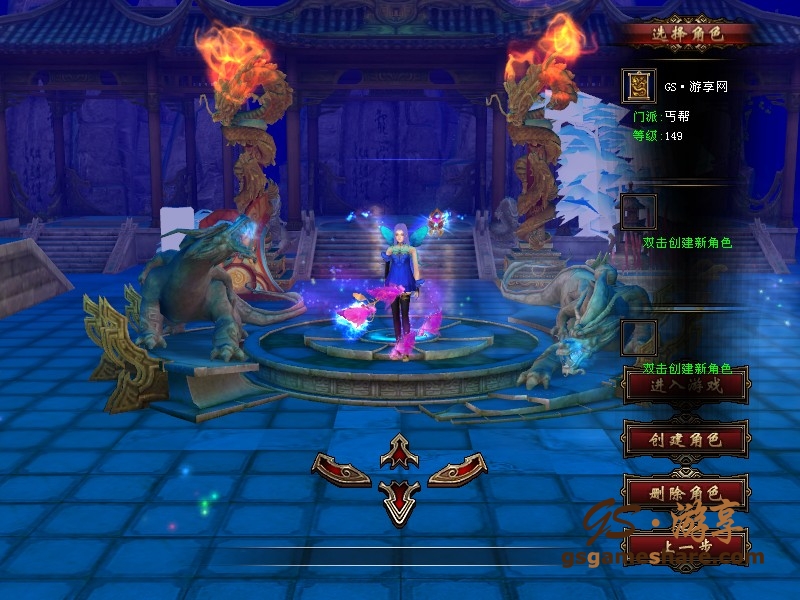 选择角色
GS·游享网
门派:丐帮
等级:149
双击创建新角色
双击创建新角色
进入游戏
创建角色
删除角色
GS·游享
上一步
gsgameshare.com